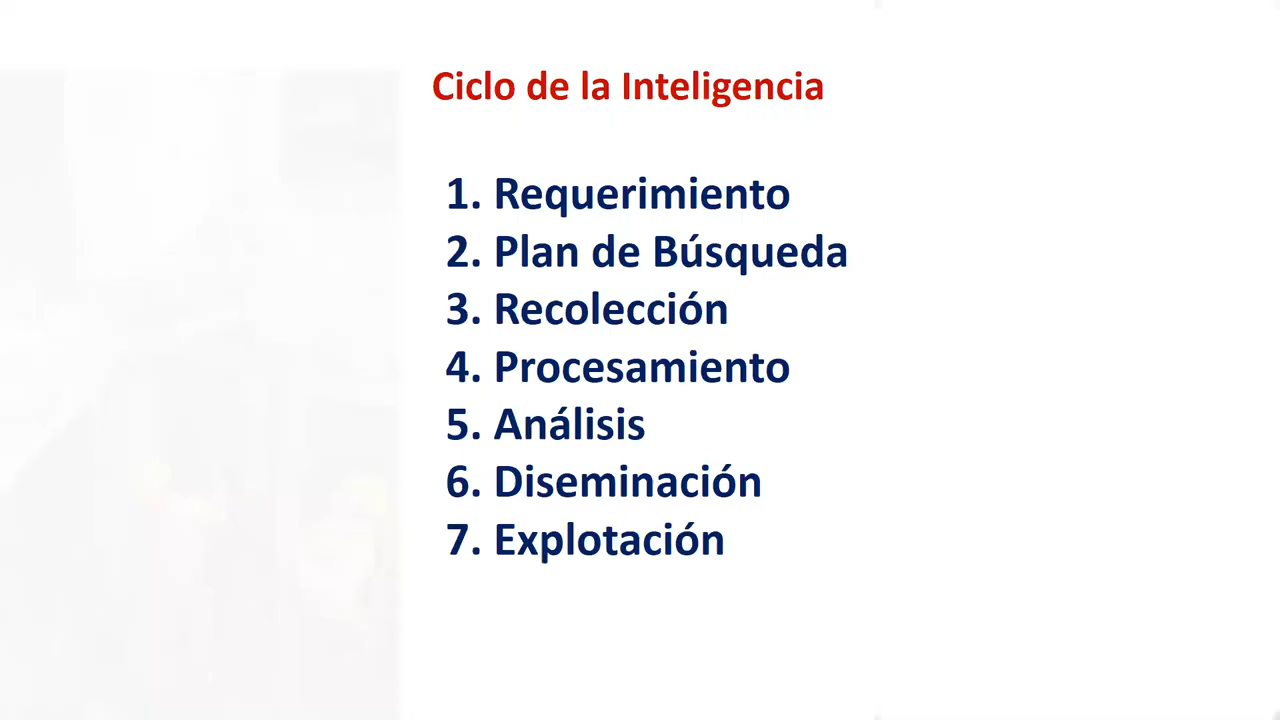 Ciclo de la Inteligencia
1. Requerimiento
2. Plan de Búsqueda
3. Recolección
4. Procesamiento
5. Análisis
6. Diseminación
7. Explotación